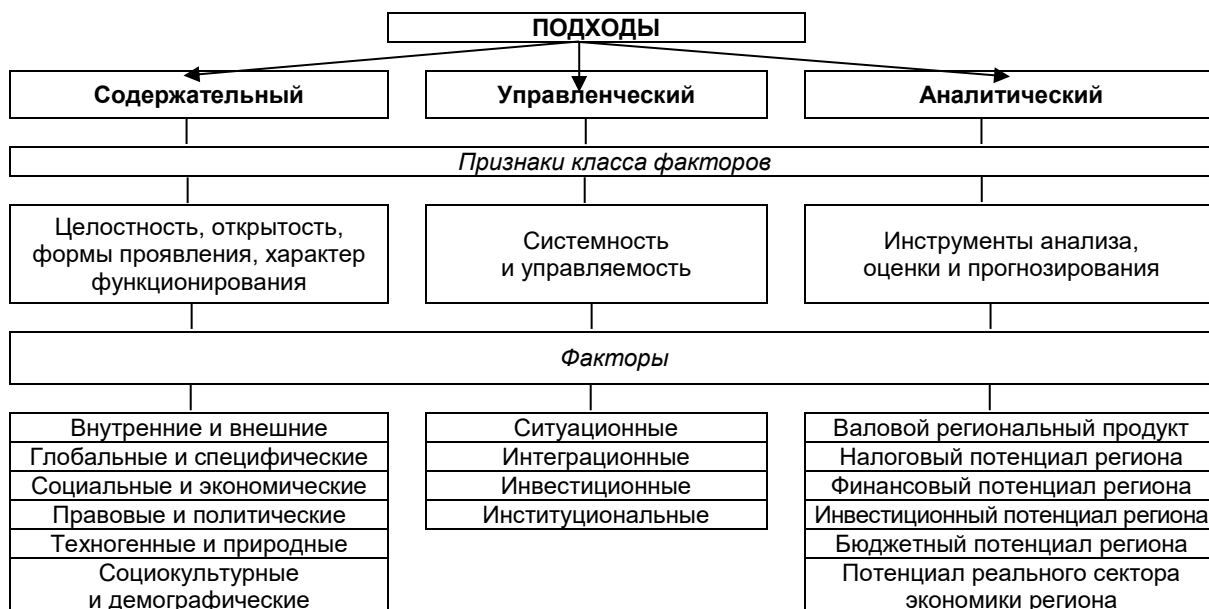 ПОДХОДЫ
Содержательный
Управленческий
Аналитический
Признаки класса факторов
Целостность, открытость,
формы проявления, характер
функционирования
Системность
и управляемость
Инструменты анализа,
оценки и прогнозирования
Факторы
Внутренние и внешние
Глобальные и специфические
Социальные и экономические
Правовые и политические
Техногенные и природные
Социокультурные
и демографические
Ситуационные
Интеграционные
Инвестиционные
Институциональные
Валовой региональный продукт
Налоговый потенциал региона
Финансовый потенциал региона
Инвестиционный потенциал региона
Бюджетный потенциал региона
Потенциал реального сектора
экономики региона